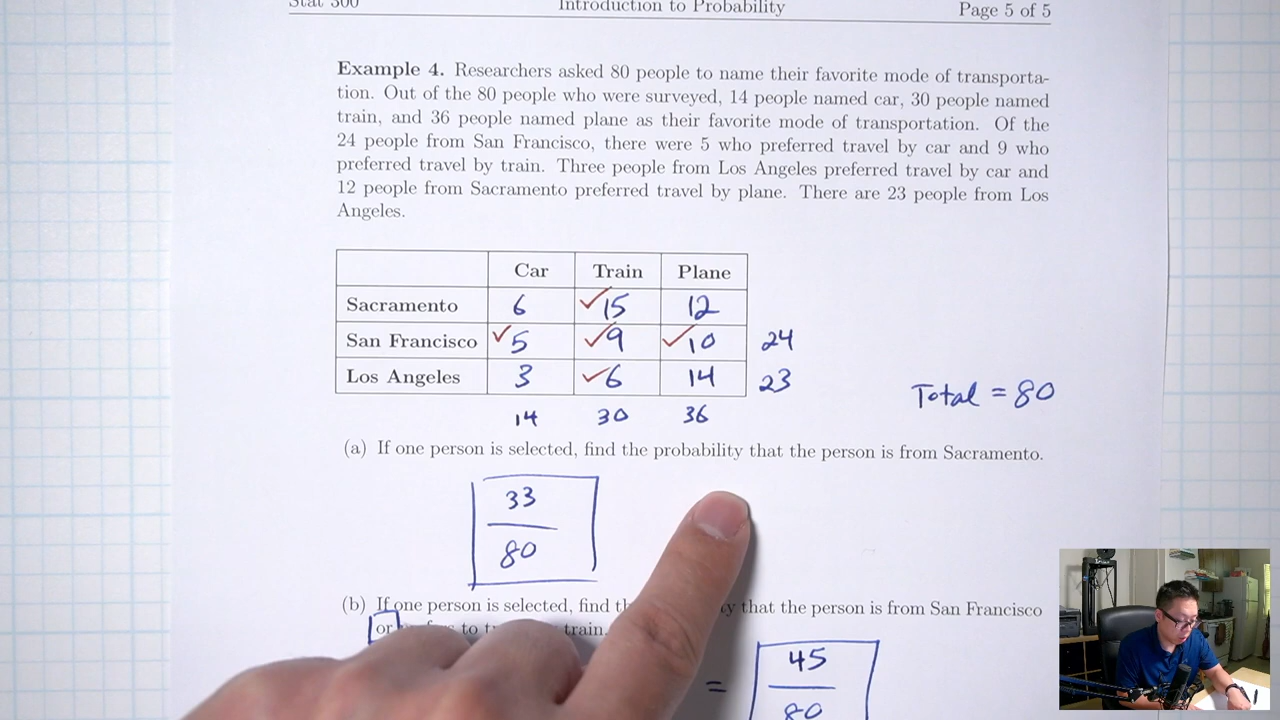 Stat 300 Introduction to Probability Page 5 of 5
Example 4. Researchers asked 80 people to name their favorite mode of transporta-
tion. Out of the 80 people who were surveyed, 14 people named car, 30 people named
train, and 36 people named plane as their favorite mode of transportation. Of the
24 people from San Francisco, there were 5 who preferred travel by car and 9 who
preferred travel by train. Three people from Los Angeles preferred travel by car and
12 people from Sacramento preferred travel by plane. There are 23 people from Los
Angeles.
Car Train Plane
Sacramento 6 ✓15 12
San Francisco ✓5 ✓9 ✓10 24
Los Angeles 3 ✓6 14 23
Total = 80
14 30 36
(a) If one person is selected, find the probability that the person is from Sacramento.
33
80
(b) If one person is selected, find that the person is from San Francisco
or to train.
45
=
80